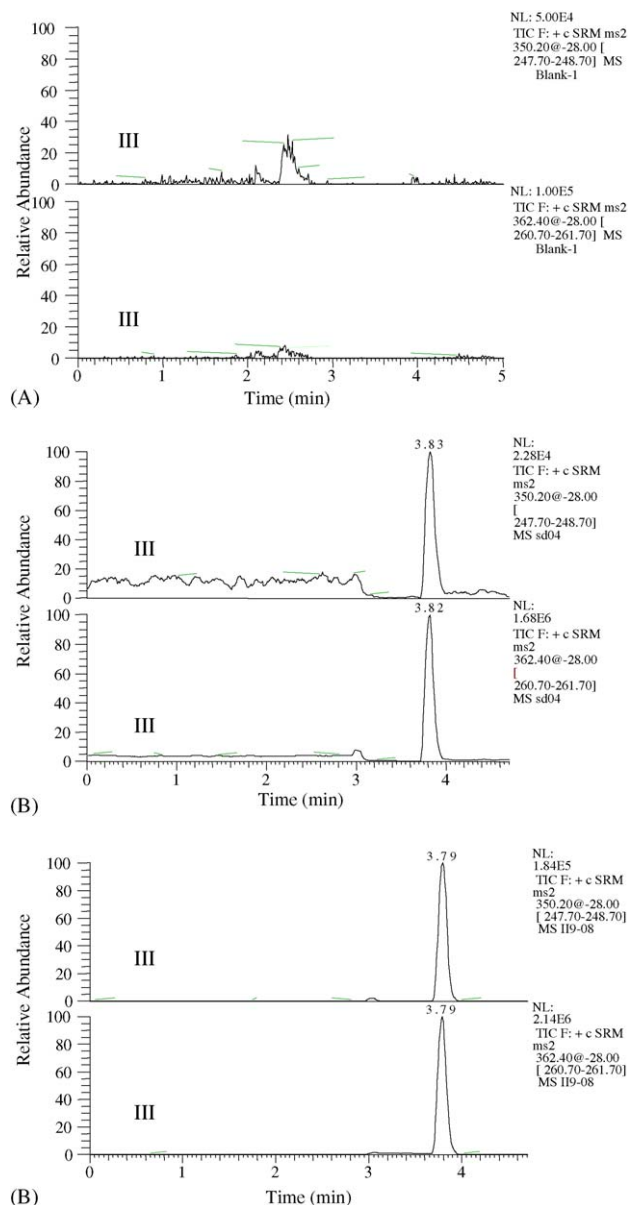 NL: 5.00E4
TIC F: + c SRM ms2
350.20@-28.00 [
247.70-248.70] MS
Blank-1
100
80
60
40
20
0
III
Relative Abundance
NL: 1.00E5
TIC F: + c SRM ms2
362.40@-28.00 [
260.70-261.70] MS
Blank-1
100
80
60
40
20
0
III
0 1 2 3 4 5
Time (min)
(A)
3.83
NL:
2.28E4
TIC F: + c SRM
ms2
350.20@-28.00
[
247.70-248.70]
MS sd04
100
80
60
40
20
0
III
Relative Abundance
3.82
NL:
1.68E6
TIC F: + c SRM
ms2
362.40@-28.00
[
260.70-261.70]
MS sd04
100
80
60
40
20
0
III
0 1 2 3 4
Time (min)
(B)
3.79
NL:
1.84E5
TIC F: + c SRM
ms2
350.20@-28.00
[ 247.70-248.70]
MS II9-08
100
80
60
40
20
0
III
Relative Abundance
3.79
NL:
2.14E6
TIC F: + c SRM
ms2
362.40@-28.00
[ 260.70-261.70]
MS II9-08
100
80
60
40
20
0
III
0 1 2 3 4
Time (min)
(B)